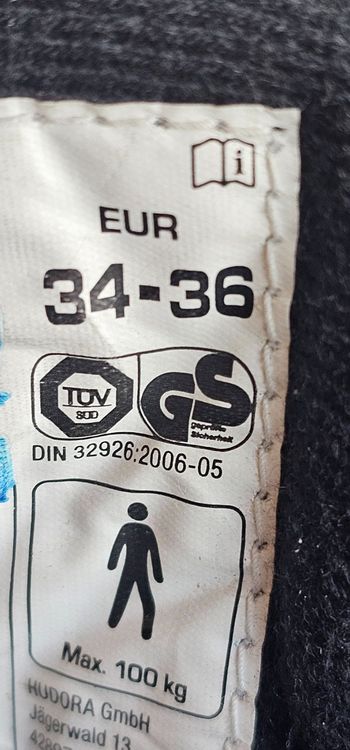 i
EUR
34-36
TÜV
SÜD
GS
geprüfte
Sicherheit
DIN 32926:2006-05
Max. 100 kg
HUDORA GmbH
Jägerwald 13